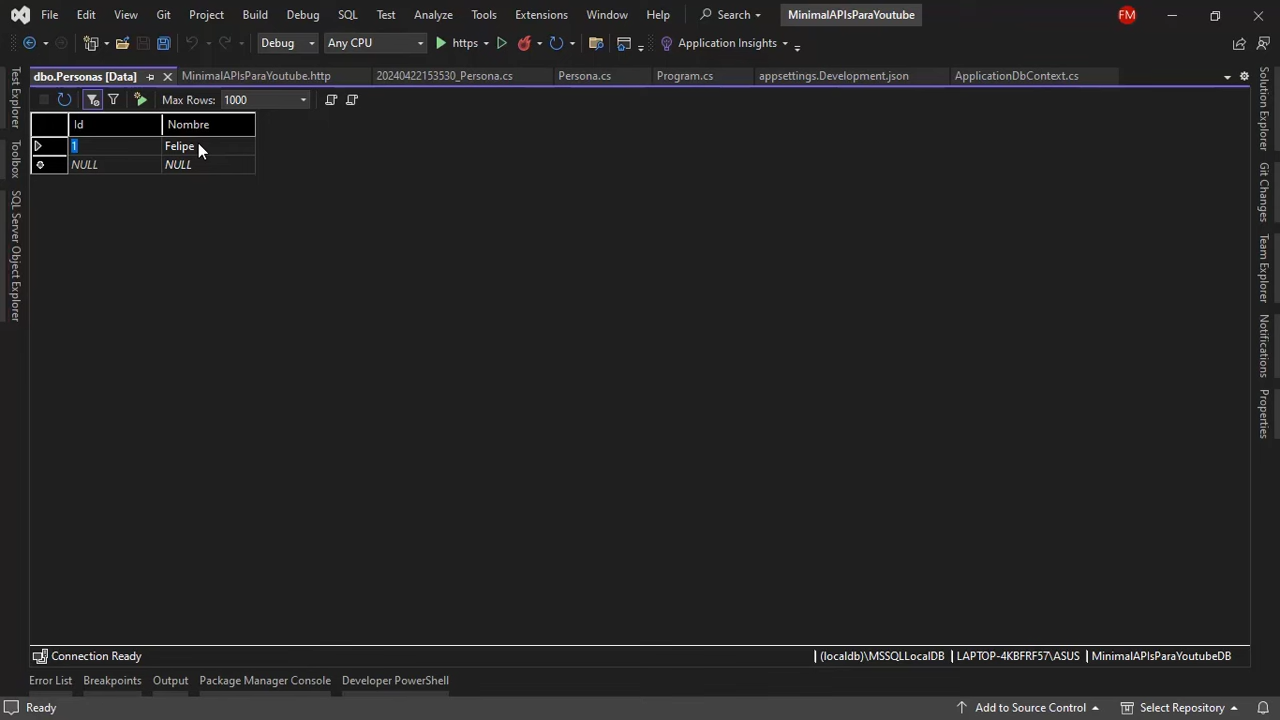 File Edit View Git Project Build Debug SQL Test Analyze Tools Extensions Window Help Search MinimalAPIsParaYoutube FM
Debug Any CPU https Application Insights
dbo.Personas [Data] MinimalAPIsParaYoutube.http 20240422153530_Persona.cs Persona.cs Program.cs appsettings.Development.json ApplicationDbContext.cs
Max Rows: 1000
Id Nombre
1 Felipe
NULL NULL
Test Explorer
Toolbox
SQL Server Object Explorer
Solution Explorer
Git Changes
Team Explorer
Notifications
Properties
Connection Ready (localdb)\MSSQLLocalDB LAPTOP-4KBFRF57\ASUS MinimalAPIsParaYoutubeDB
Error List Breakpoints Output Package Manager Console Developer PowerShell
Ready Add to Source Control Select Repository